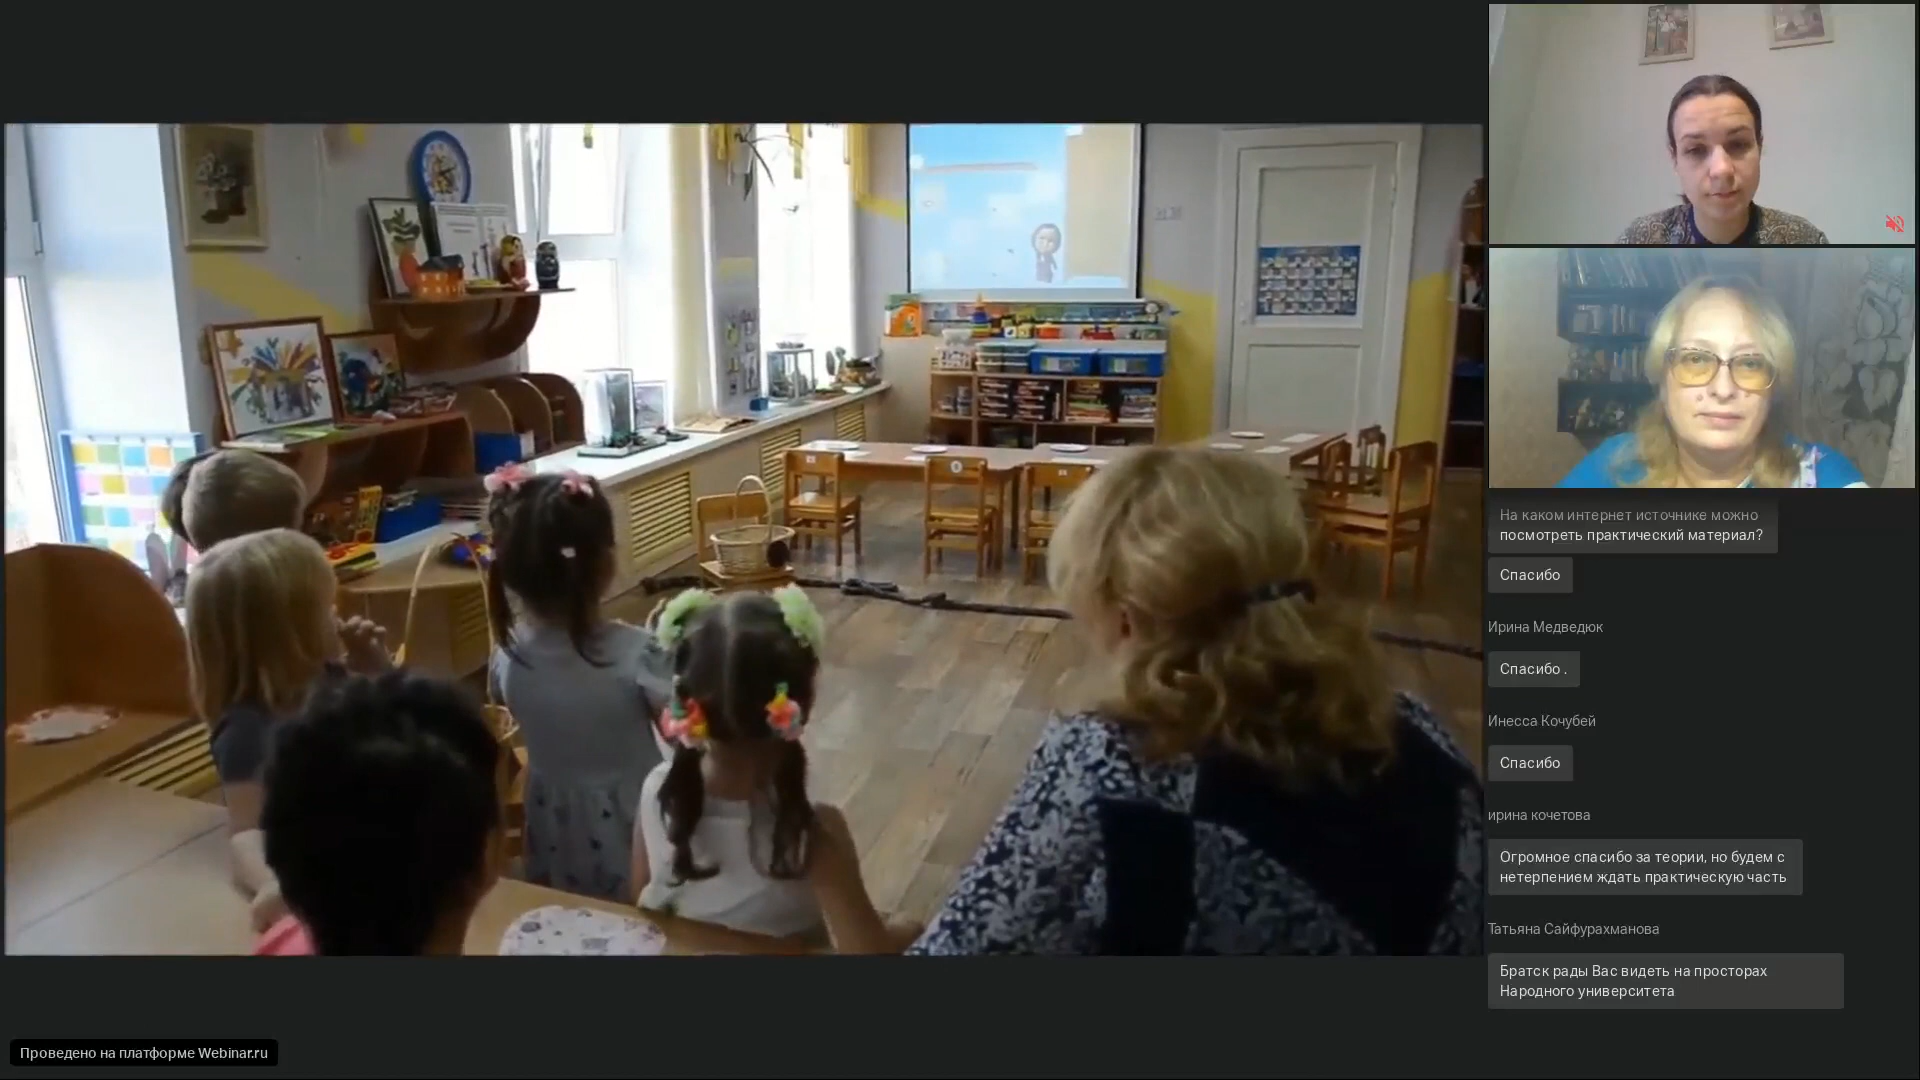 На каком интернет источнике можно
посмотреть практический материал?
Спасибо
Ирина Медведюк
Спасибо .
Инесса Кочубей
Спасибо
ирина кочетова
Огромное спасибо за теории, но будем с
нетерпением ждать практическую часть
Татьяна Сайфурахманова
Братск рады Вас видеть на просторах
Народного университета
Проведено на платформе Webinar.ru